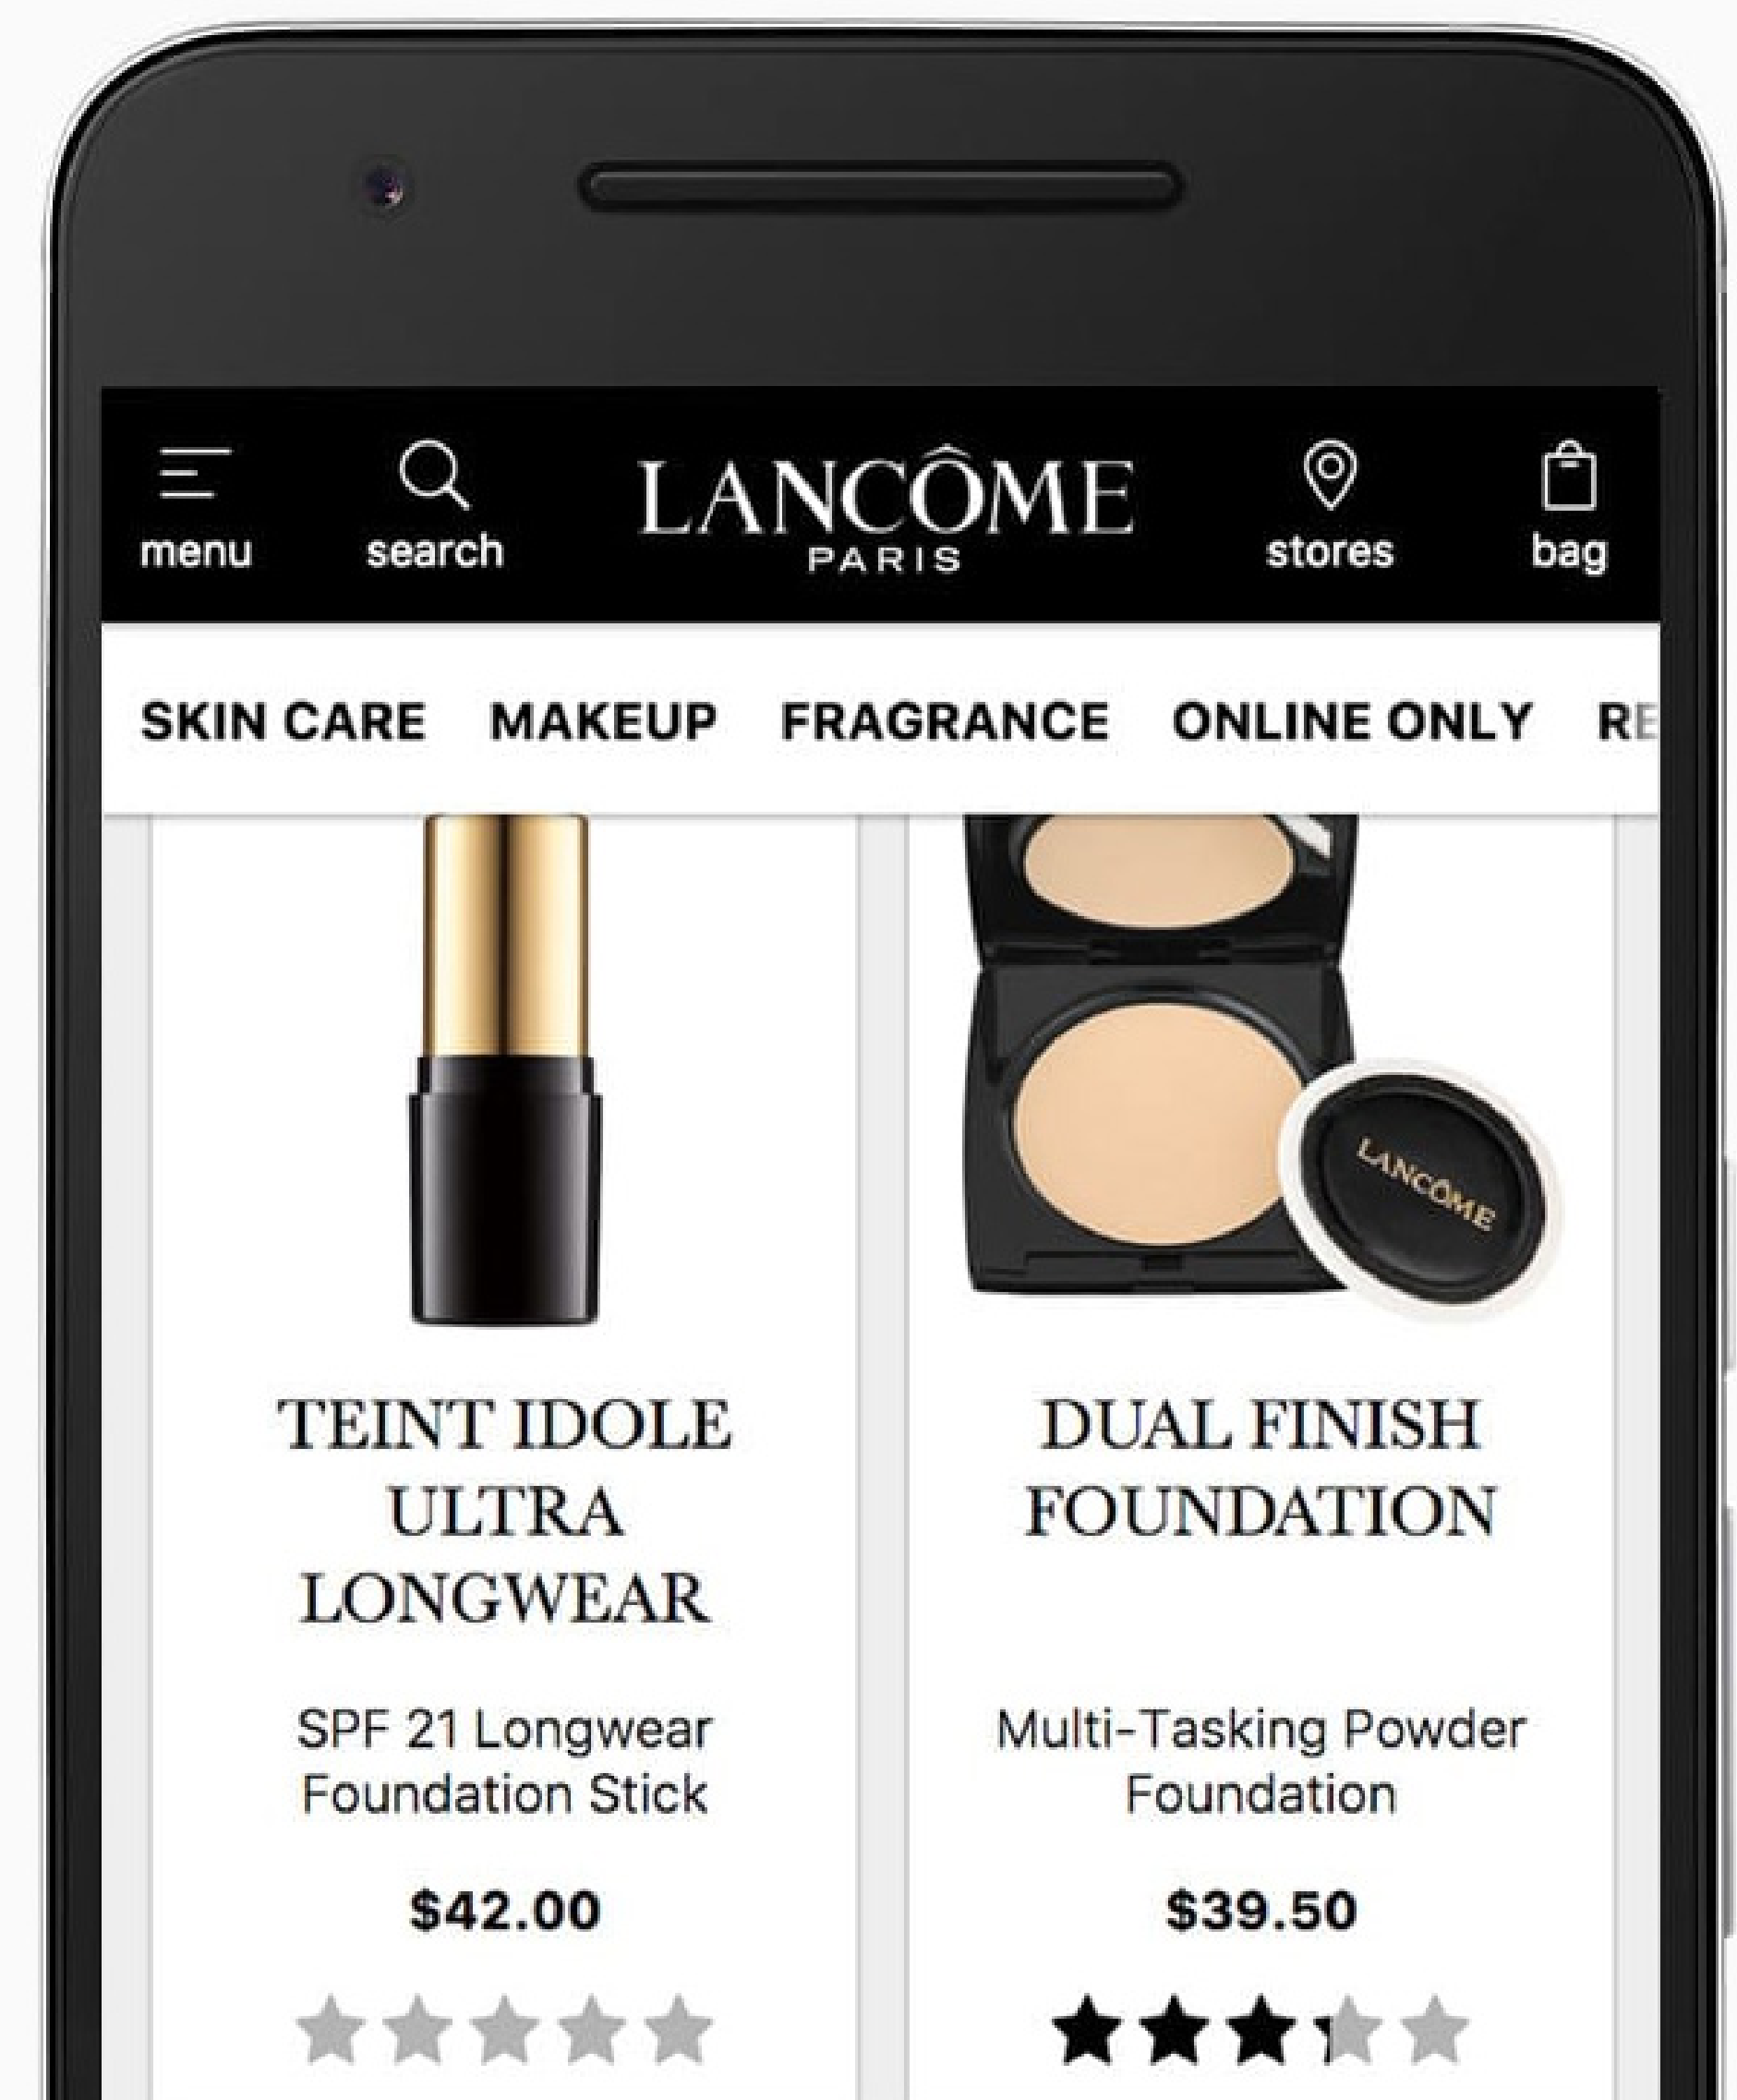 menu
search
LANCÔME
PARIS
stores
bag
SKIN CARE MAKEUP FRAGRANCE ONLINE ONLY RE
LANCÔME
TEINT IDOLE
ULTRA
LONGWEAR
SPF 21 Longwear
Foundation Stick
$42.00
DUAL FINISH
FOUNDATION
Multi-Tasking Powder
Foundation
$39.50